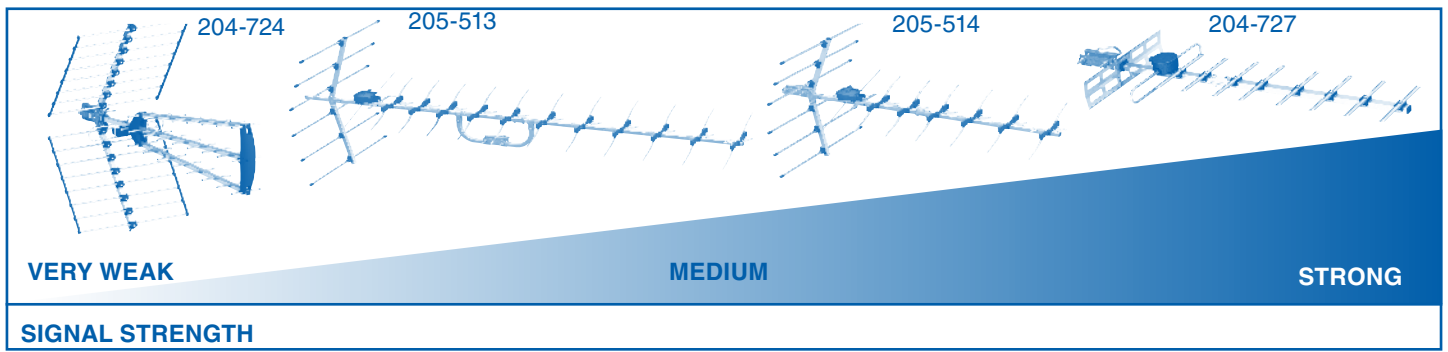 204-724
205-513
205-514
204-727
VERY WEAK
MEDIUM
STRONG
SIGNAL STRENGTH